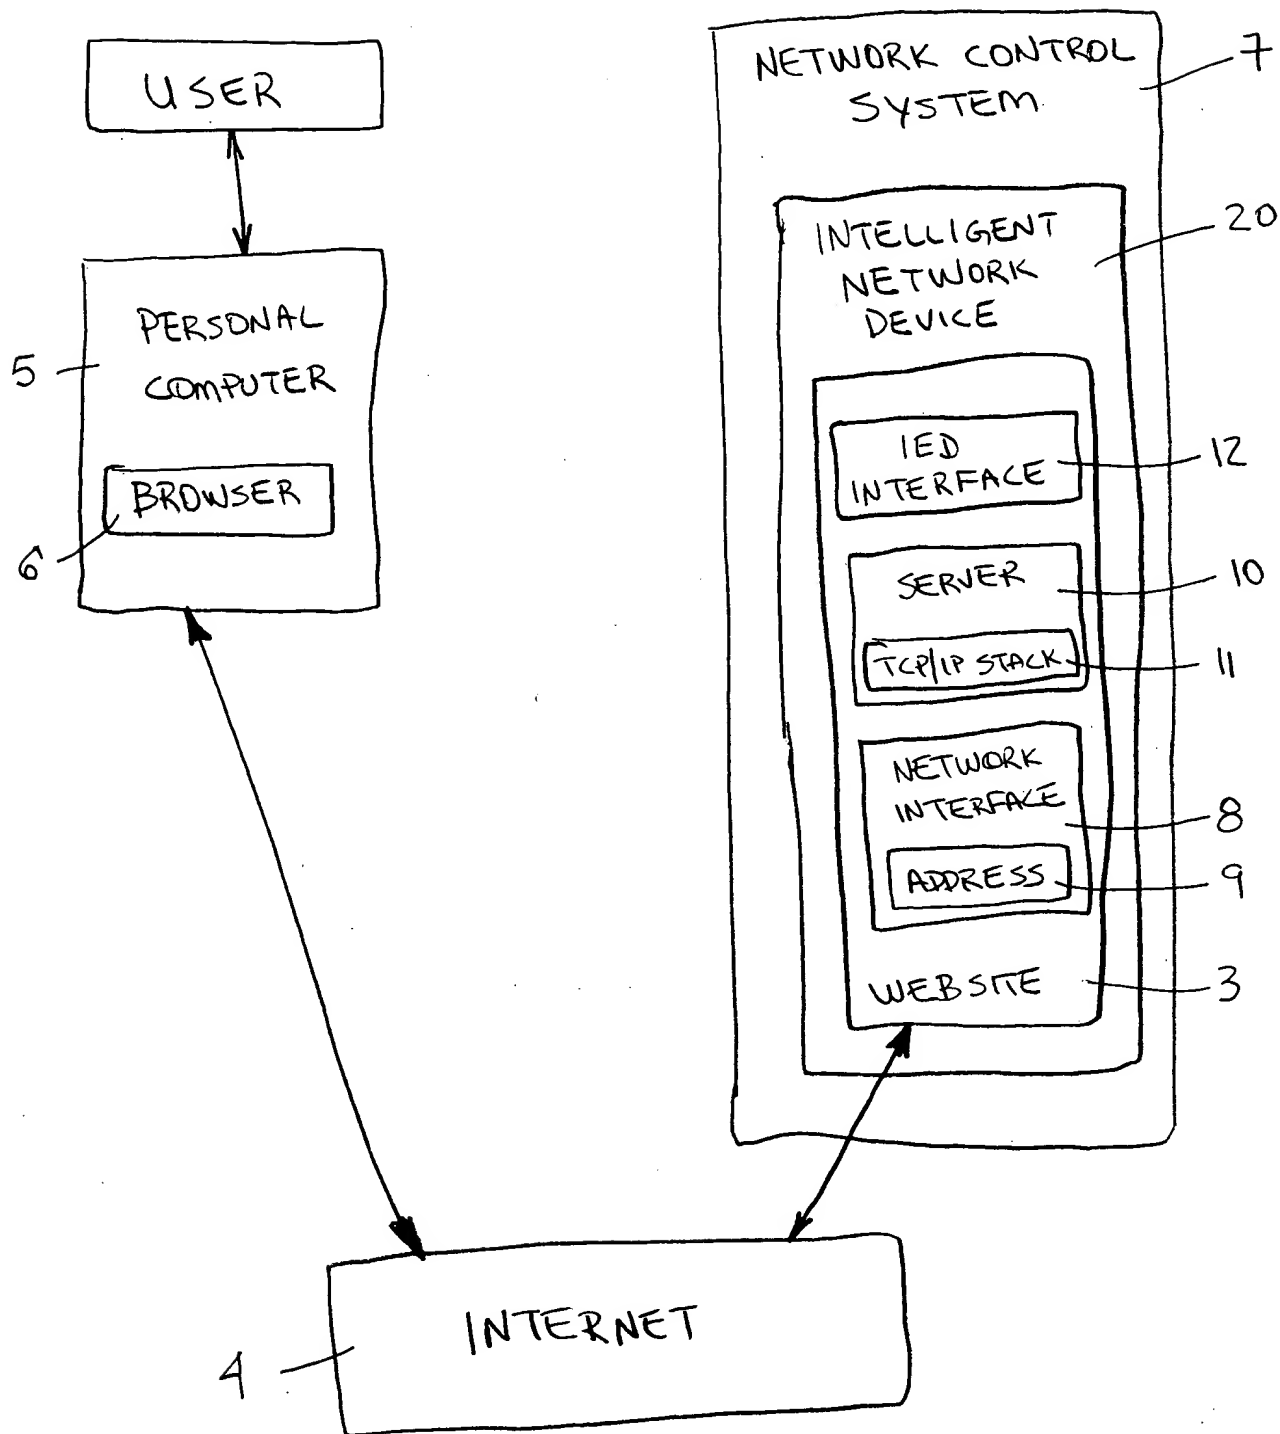 USER
PERSONAL
COMPUTER
5
BROWSER
6
NETWORK CONTROL
SYSTEM
7
INTELLIGENT
NETWORK
DEVICE
20
IED
INTERFACE
12
SERVER
10
TCP/IP STACK
11
NETWORK
INTERFACE
8
ADDRESS
9
WEBSITE
3
INTERNET
4